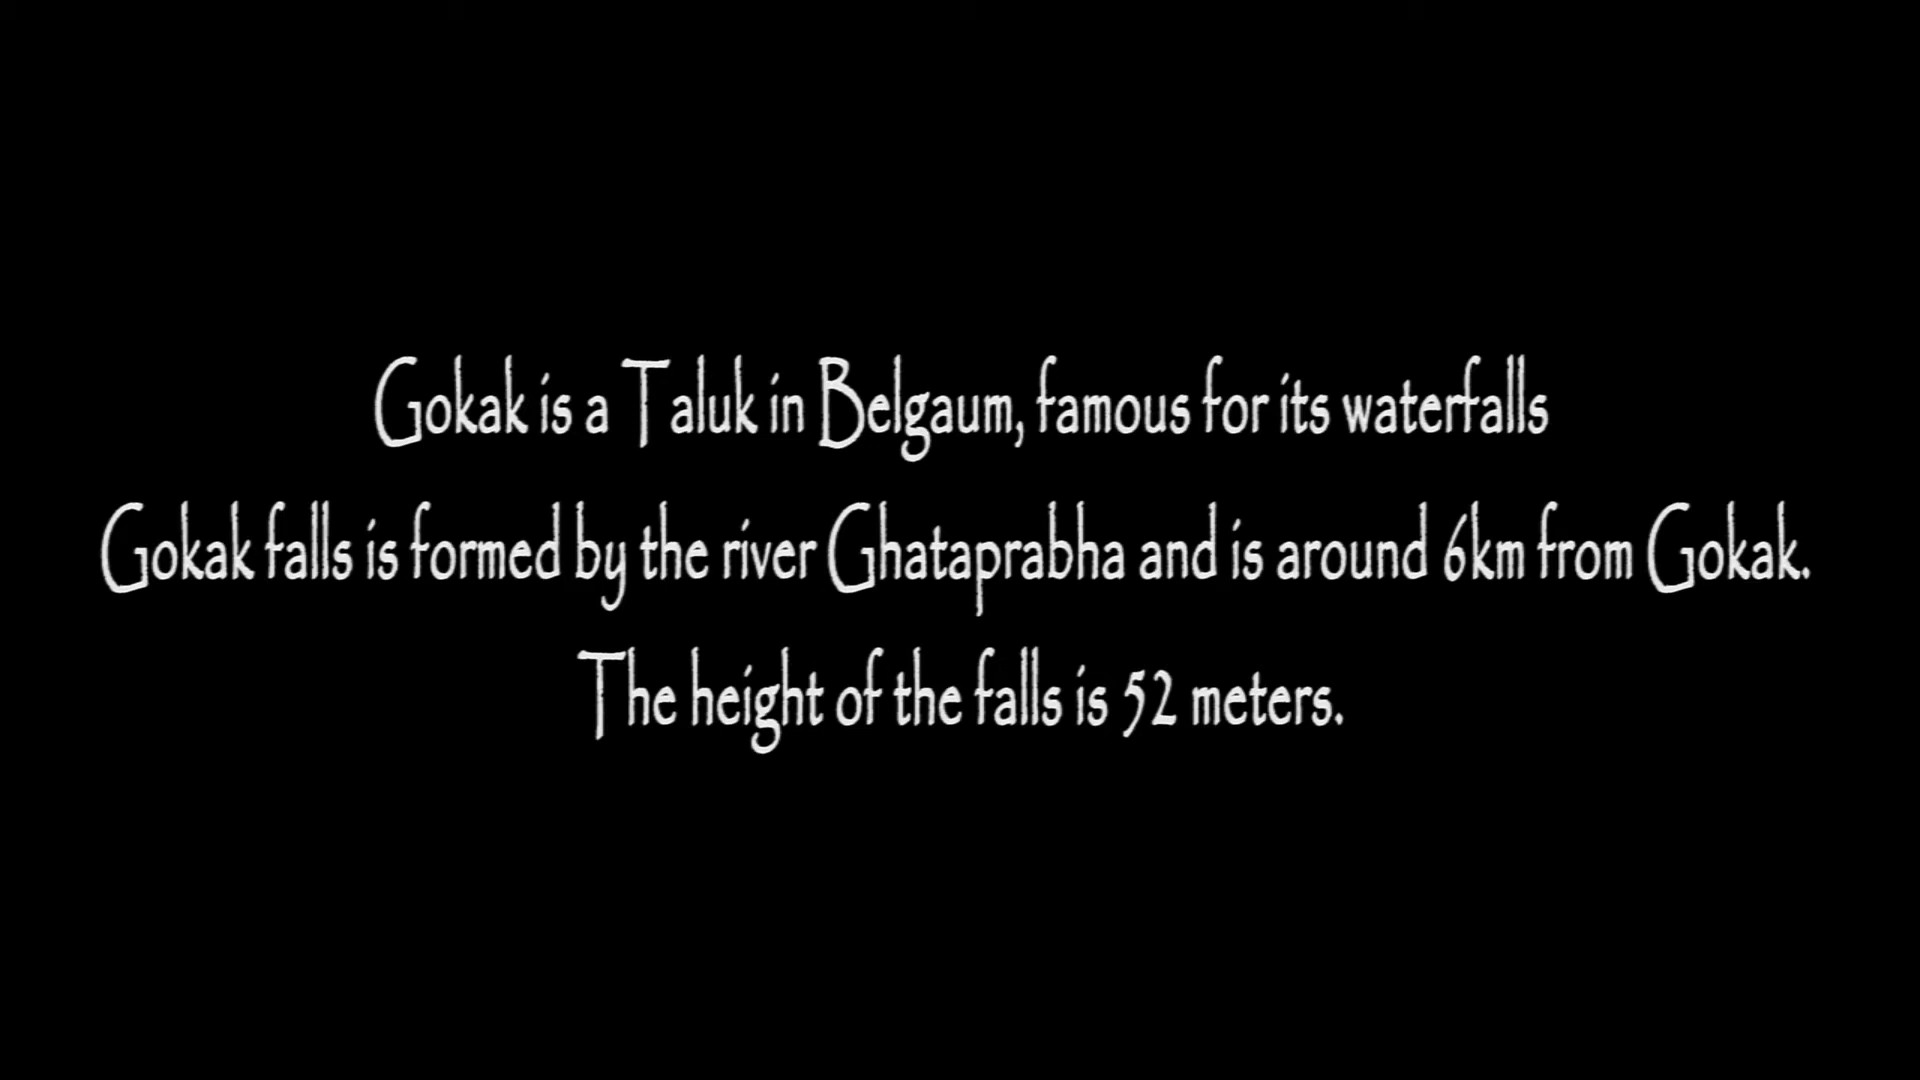 Gokak is a Taluk in Belgaum, famous for its waterfalls
Gokak falls is formed by the river Ghataprabha and is around 6km from Gokak.
The height of the falls is 52 meters.